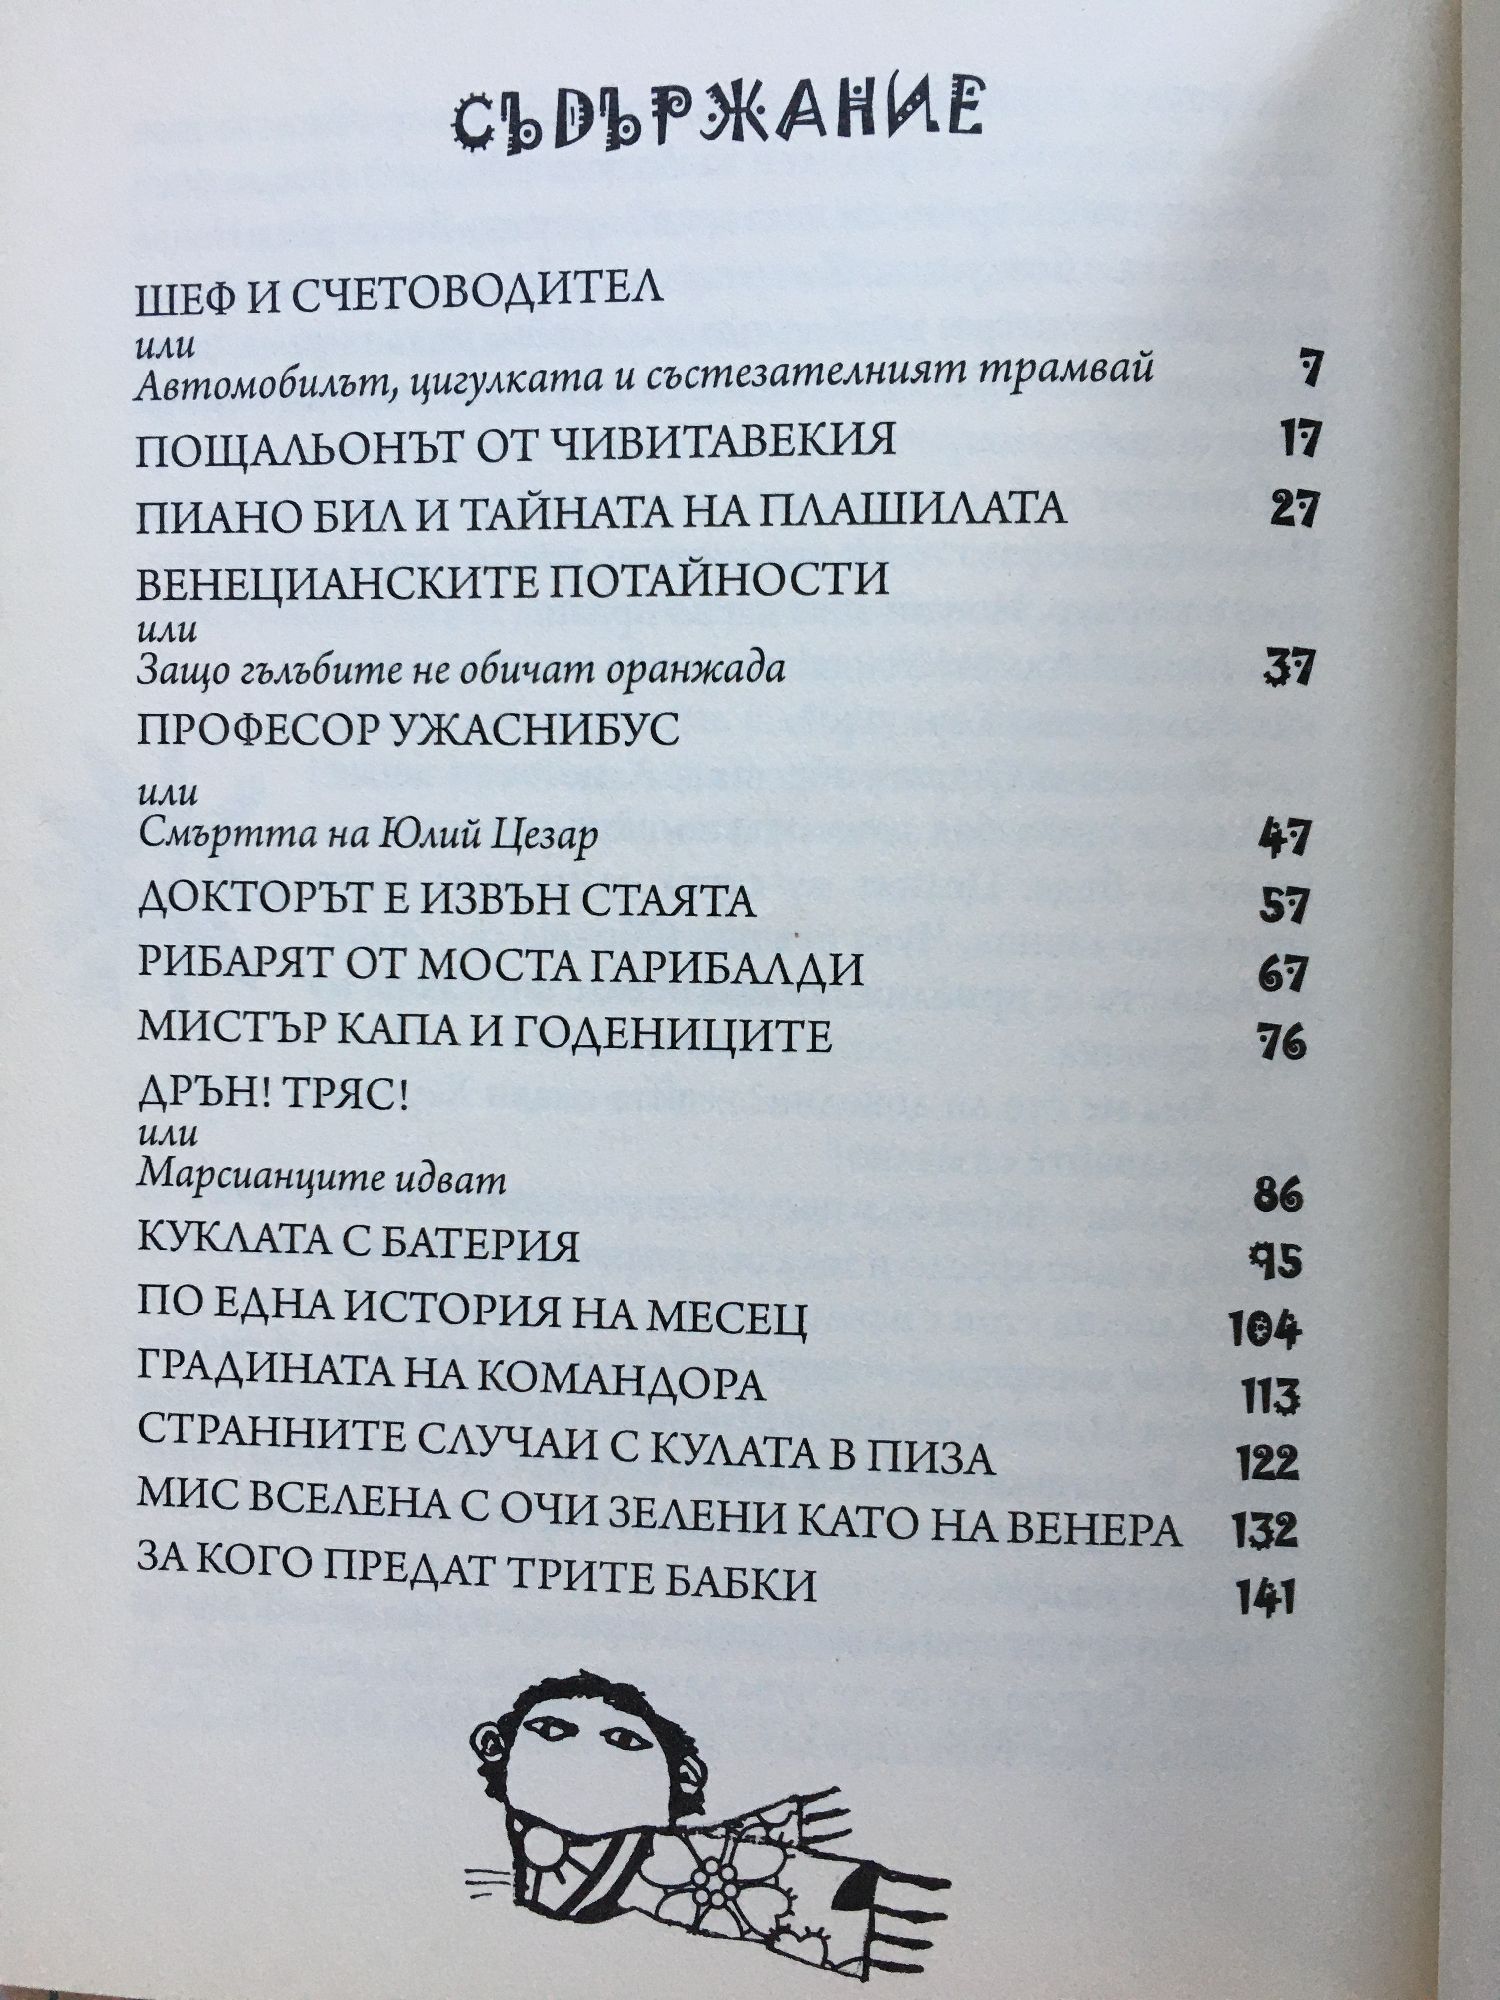 СЪДЪРЖАНИЕ
ШЕФ И СЧЕТОВОДИТЕЛ
или
Автомобилът, цигулката и състезателният трамвай 7
ПОЩАЛЬОНЪТ ОТ ЧИВИТАВЕКИЯ 17
ПИАНО БИЛ И ТАЙНАТА НА ПЛАШИЛАТА 27
ВЕНЕЦИАНСКИТЕ ПОТАЙНОСТИ
или
Защо гълъбите не обичат оранжада 37
ПРОФЕСОР УЖАСНИБУС
или
Смъртта на Юлий Цезар 47
ДОКТОРЪТ Е ИЗВЪН СТАЯТА 57
РИБАРЯТ ОТ МОСТА ГАРИБАЛДИ 67
МИСТЪР КАПА И ГОДЕНИЦИТЕ 76
ДРЪН! ТРЯС!
или
Марсианците идват 86
КУКЛАТА С БАТЕРИЯ 95
ПО ЕДНА ИСТОРИЯ НА МЕСЕЦ 104
ГРАДИНАТА НА КОМАНДОРА 113
СТРАННИТЕ СЛУЧАИ С КУЛАТА В ПИЗА 122
МИС ВСЕЛЕНА С ОЧИ ЗЕЛЕНИ КАТО НА ВЕНЕРА 132
ЗА КОГО ПРЕДАТ ТРИТЕ БАБКИ 141